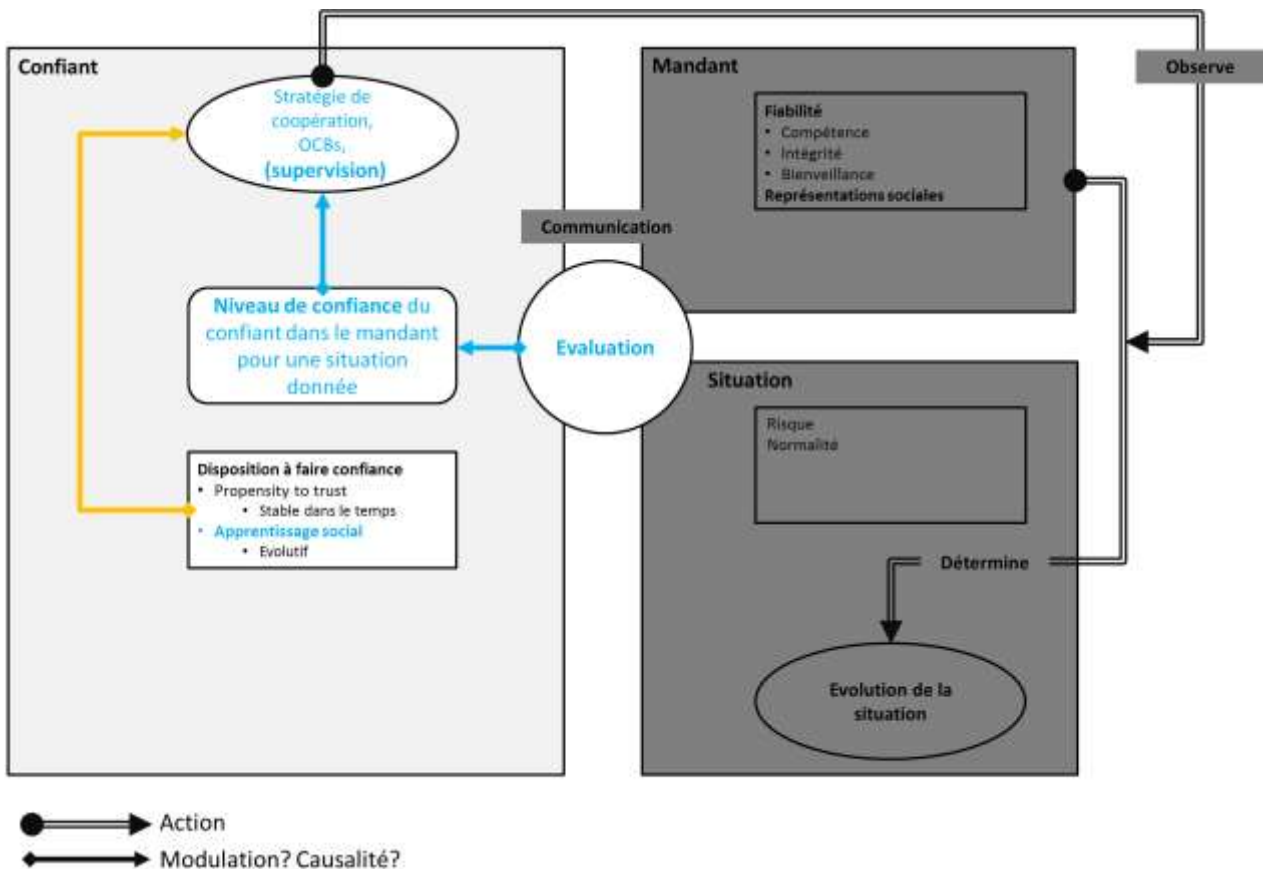 Confiant
Stratégie de
coopération,
OCBs,
(supervision)
Niveau de confiance du
confiant dans le mandant
pour une situation
donnée
Disposition à faire confiance
• Propensity to trust
• Stable dans le temps
• Apprentissage social
• Evolutif
Communication
Evaluation
Mandant
Fiabilité
• Compétence
• Intégrité
• Bienveillance
Représentations sociales
Observe
Situation
Risque
Normalité
Détermine
Evolution de la
situation
Action
Modulation? Causalité?